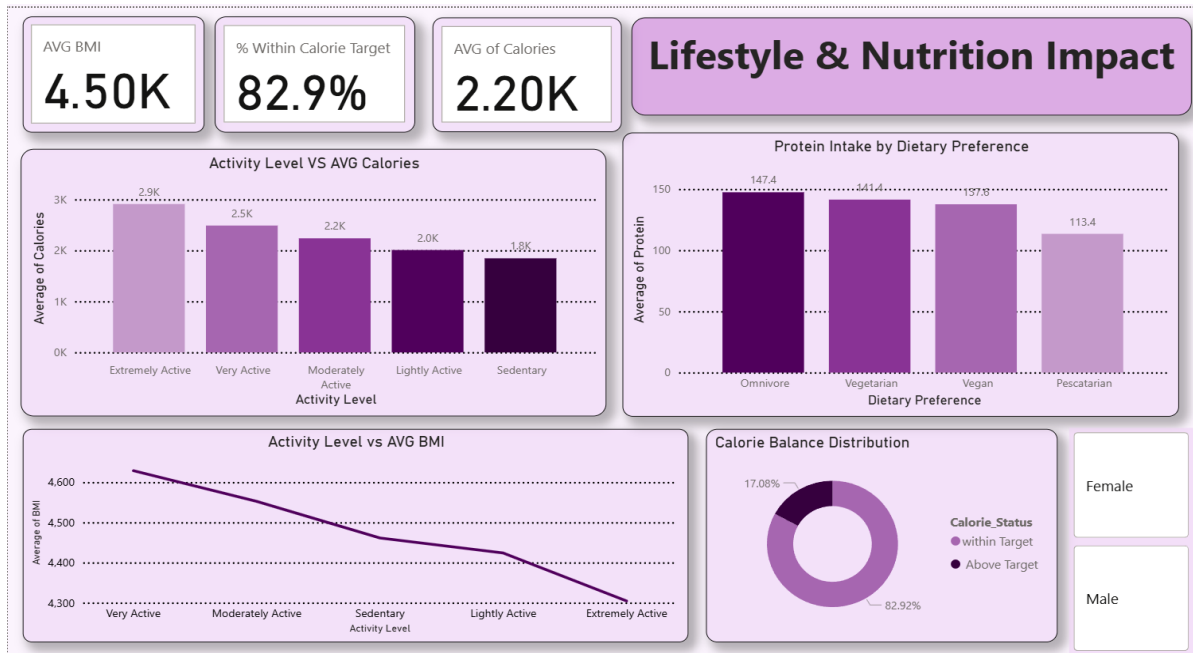 AVG BMI
4.50K
% Within Calorie Target
82.9%
AVG of Calories
2.20K
Lifestyle & Nutrition Impact
Activity Level VS AVG Calories
Average of Calories
3K
2K
1K
0K
2.9K
2.5K
2.2K
2.0K
1.8K
Extremely Active
Very Active
Moderately
Active
Lightly Active
Sedentary
Activity Level
Protein Intake by Dietary Preference
Average of Protein
150
100
50
0
147.4
141.4
137.6
113.4
Omnivore
Vegetarian
Vegan
Pescatarian
Dietary Preference
Activity Level vs AVG BMI
Average of BMI
4,600
4,500
4,400
4,300
Very Active
Moderately Active
Sedentary
Lightly Active
Extremely Active
Activity Level
Calorie Balance Distribution
17.08%
82.92%
Calorie_Status
within Target
Above Target
Female
Male